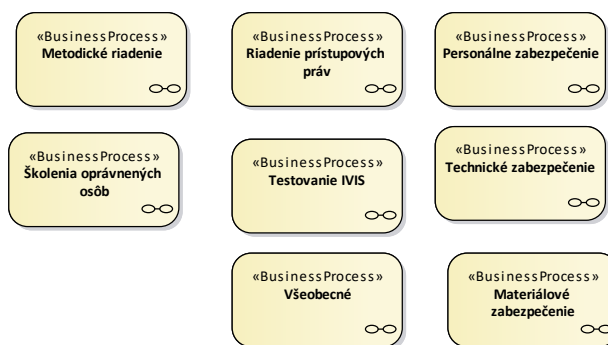 «BusinessProcess»
Metodické riadenie
«BusinessProcess»
Riadenie prístupových
práv
«BusinessProcess»
Personálne zabezpečenie
«BusinessProcess»
Školenia oprávnených
osôb
«BusinessProcess»
Testovanie IVIS
«BusinessProcess»
Technické zabezpečenie
«BusinessProcess»
Všeobecné
«BusinessProcess»
Materiálové
zabezpečenie